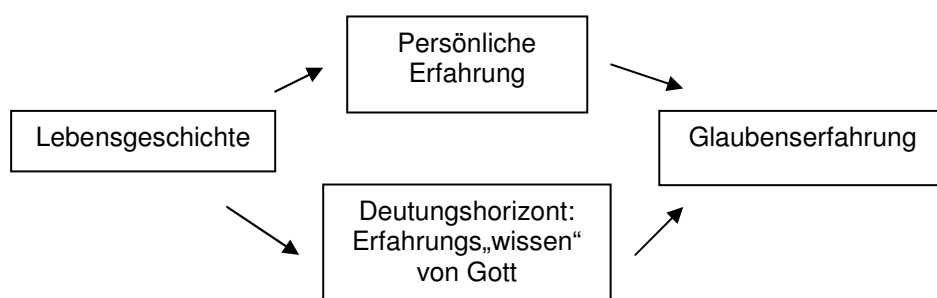 Persönliche
Erfahrung
Lebensgeschichte
Glaubenserfahrung
Deutungshorizont:
Erfahrungs„wissen“
von Gott